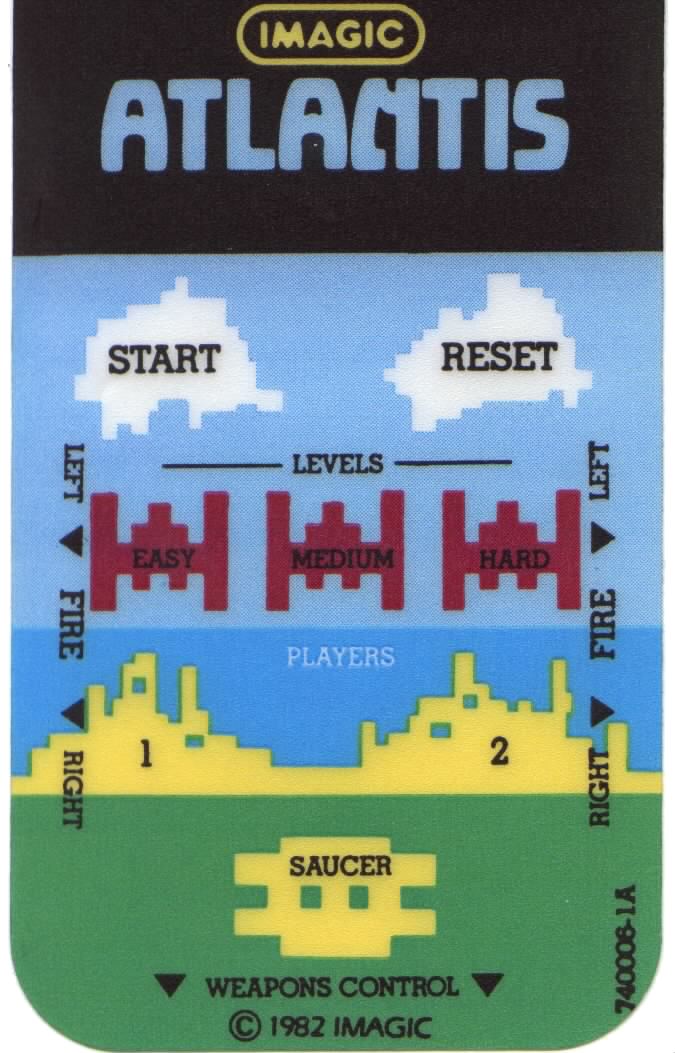 IMAGIC
ATLANTIS
START
RESET
LEVELS
EASY
MEDIUM
HARD
LEFT
FIRE
RIGHT
LEFT
FIRE
RIGHT
PLAYERS
1
2
SAUCER
WEAPONS CONTROL
© 1982 IMAGIC
740006-1A